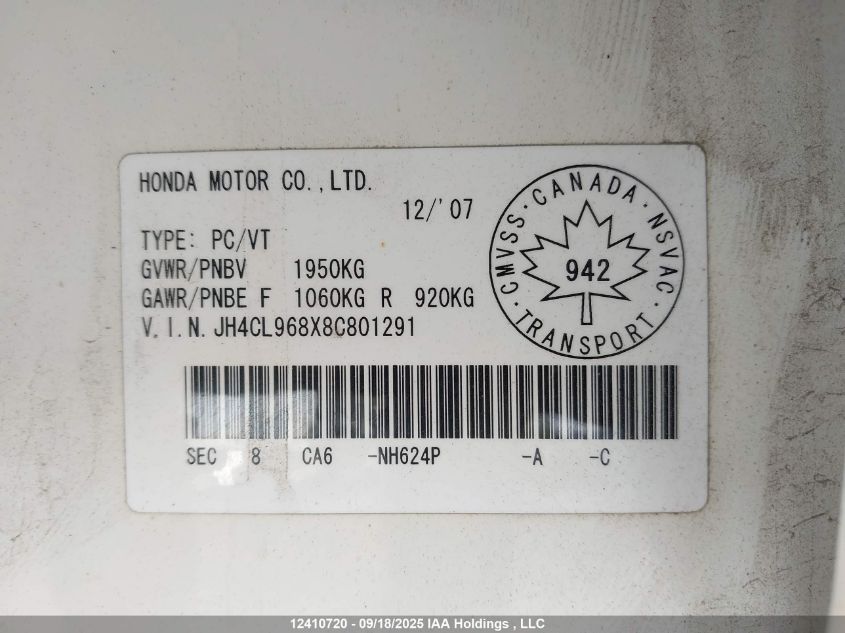 HONDA MOTOR CO.,LTD.
12/'07
TYPE: PC/VT
GVWR/PNBV 1950KG
GAWR/PNBE F 1060KG R 920KG
V.I.N. JH4CL968X8C801291
CMVSS · CANADA · NSVAC
942
· TRANSPORT ·
SEC 8 CA6 -NH624P -A -C
12410720 - 09/18/2025 IAA Holdings , LLC